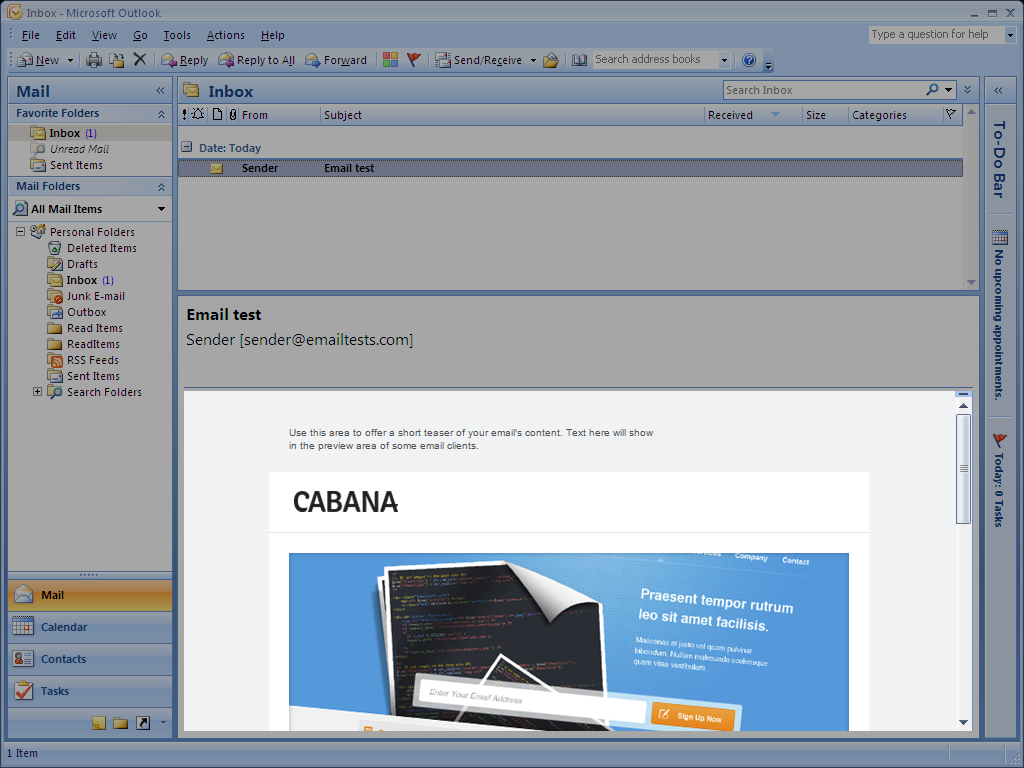 Inbox - Microsoft Outlook
File Edit View Go Tools Actions Help
Type a question for help
New Reply Reply to All Forward Send/Receive Search address books
Mail
Favorite Folders
Inbox (1)
Unread Mail
Sent Items
Mail Folders
All Mail Items
Personal Folders
Deleted Items
Drafts
Inbox (1)
Junk E-mail
Outbox
Read Items
ReadItems
RSS Feeds
Sent Items
Search Folders
Mail
Calendar
Contacts
Tasks
Inbox
Search Inbox
From Subject Received Size Categories
Date: Today
Sender Email test
Email test
Sender [sender@emailtests.com]
Use this area to offer a short teaser of your email's content. Text here will show
in the preview area of some email clients.
CABANA
Company Contact
Praesent tempor rutrum
leo sit amet facilisis.
Maecenas at justo vel quam pulvinar
bibendum. Nullam malesuada scelerisque
quam vitae vestibulum
Enter Your Email Address
Sign Up Now
To-Do Bar
No upcoming appointments.
Today: 0 Tasks
1 Item